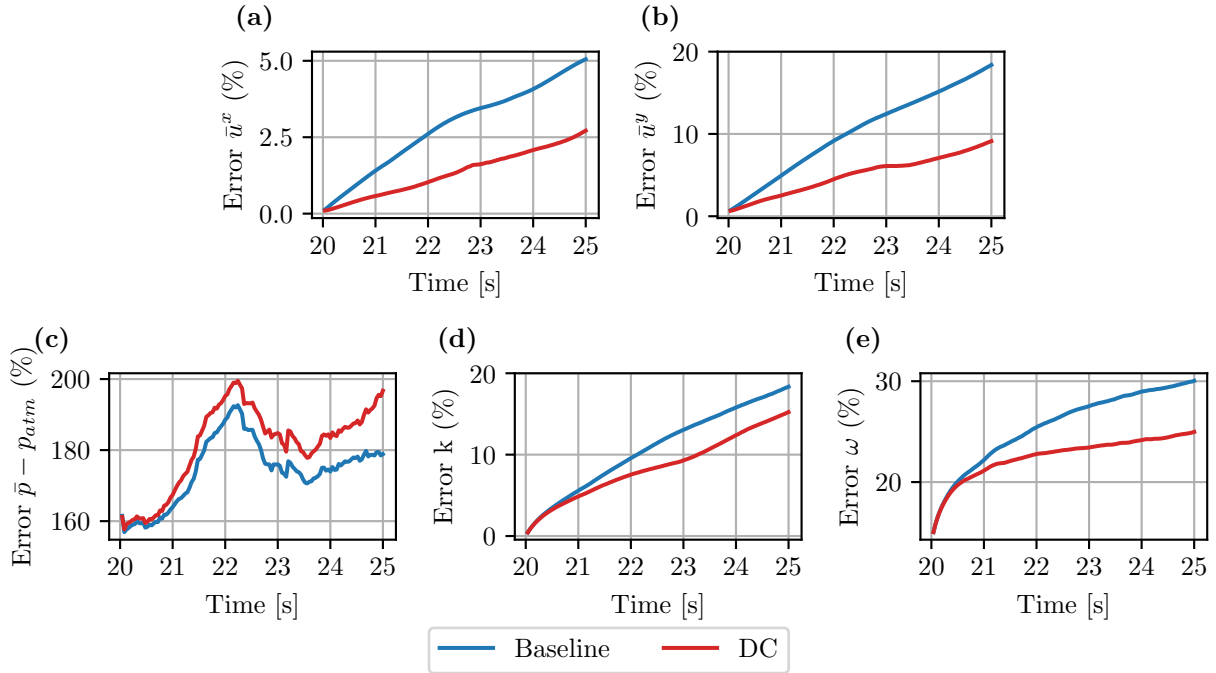 (a)
Error ū^x (%)
5.0
2.5
0.0
20 21 22 23 24 25
Time [s]
(b)
Error ū^y (%)
20
10
0
20 21 22 23 24 25
Time [s]
(c)
Error p̄ − p_atm (%)
200
180
160
20 21 22 23 24 25
Time [s]
(d)
Error k (%)
20
10
0
20 21 22 23 24 25
Time [s]
(e)
Error ω (%)
30
20
20 21 22 23 24 25
Time [s]
Baseline DC